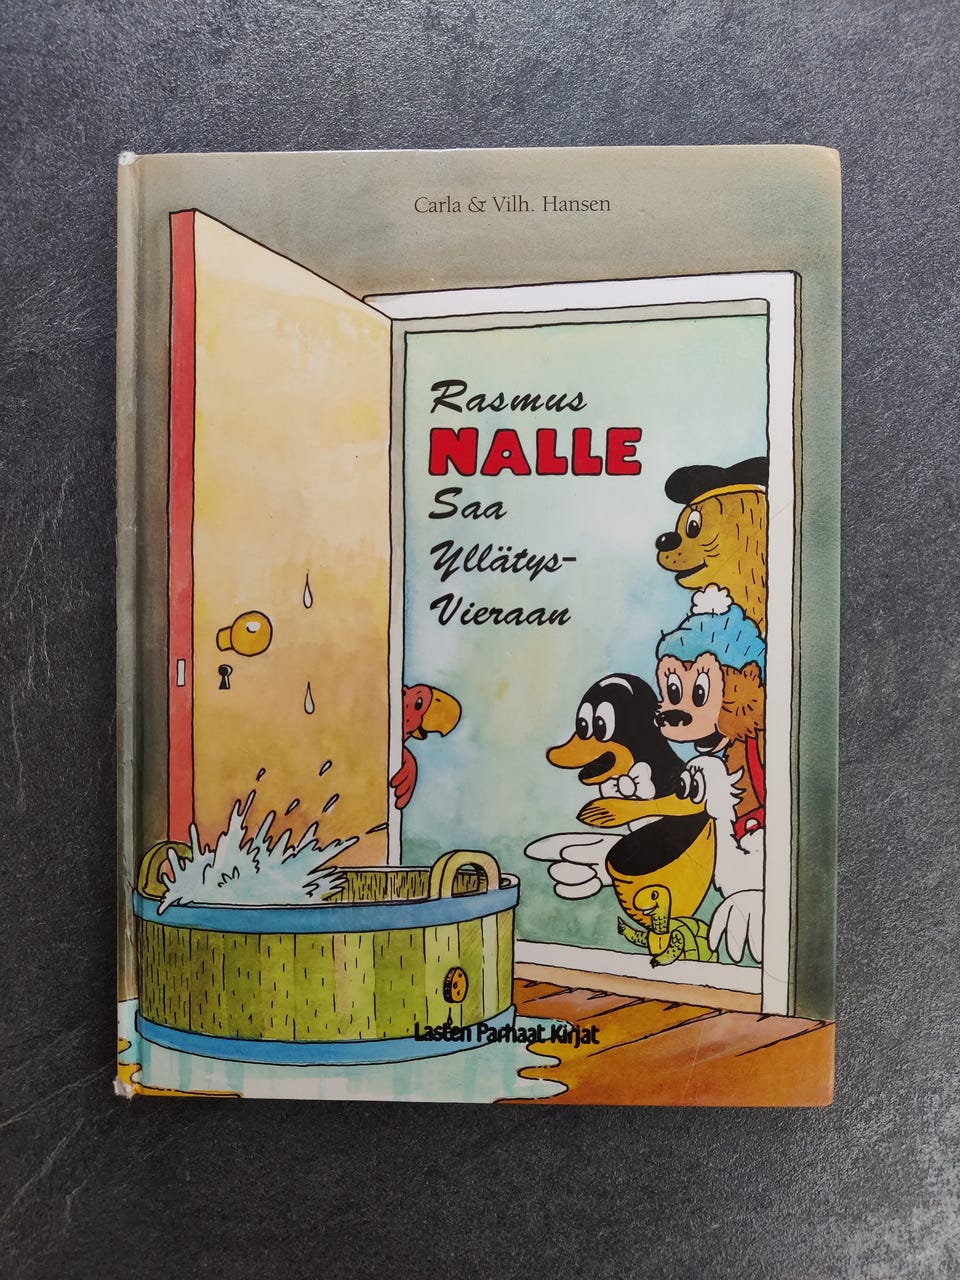 Carla & Vilh. Hansen
Rasmus
NALLE
Saa
Yllätys-
Vieraan
Lasten Parhaat Kirjat